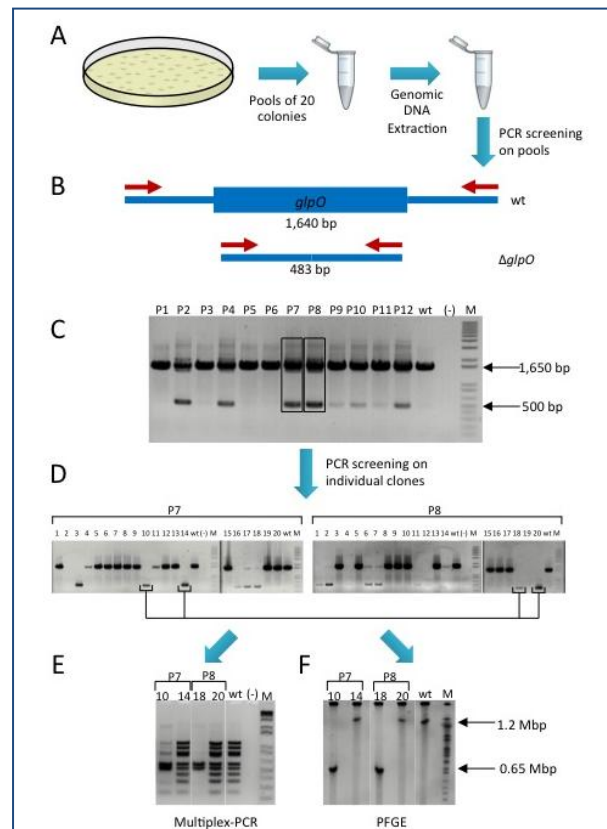 A
Pools of 20
colonies
Genomic
DNA
Extraction
PCR screening
on pools
B
glpO
wt
1,640 bp
483 bp
ΔglpO
P1 P2 P3 P4 P5 P6 P7 P8 P9 P10 P11 P12 wt (-) M
C
1,650 bp
500 bp
PCR screening on
individual clones
D
P7
P8
1 2 3 4 5 6 7 8 9 10 11 12 13 14 wt (-) M 15 16 17 18 19 20 wt M
1 2 3 4 5 6 7 8 9 10 11 12 13 14 wt (-) M 15 16 17 18 19 20 wt M
E
P7 P8
10 14 18 20 wt (-) M
Multiplex-PCR
F
P7 P8
10 14 18 20 wt M
1.2 Mbp
0.65 Mbp
PFGE